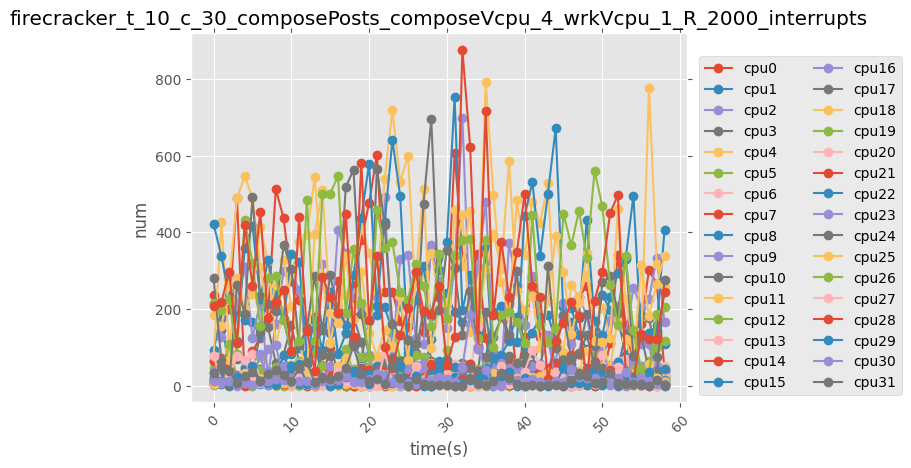 firecracker_t_10_c_30_composePosts_composeVcpu_4_wrkVcpu_1_R_2000_interrupts
800
600
400
200
0
num
0 10 20 30 40 50 60
time(s)
cpu0 cpu16
cpu1 cpu17
cpu2 cpu18
cpu3 cpu19
cpu4 cpu20
cpu5 cpu21
cpu6 cpu22
cpu7 cpu23
cpu8 cpu24
cpu9 cpu25
cpu10 cpu26
cpu11 cpu27
cpu12 cpu28
cpu13 cpu29
cpu14 cpu30
cpu15 cpu31